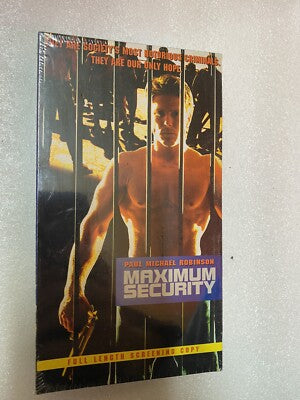 THEY ARE SOCIETY'S MOST NOTORIOUS CRIMINALS.
THEY ARE OUR ONLY HOPE
PAUL MICHAEL ROBINSON
MAXIMUM
SECURITY
FULL LENGTH SCREENING COPY